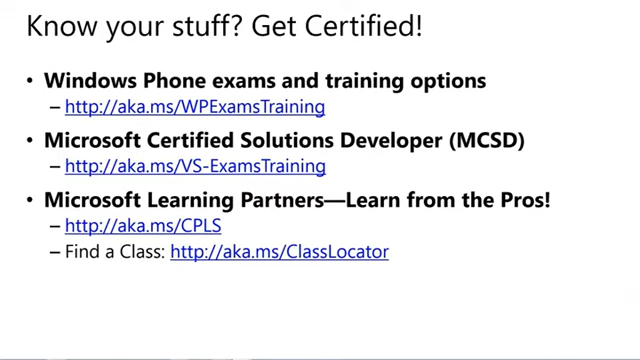 Know your stuff? Get Certified!
• Windows Phone exams and training options
– http://aka.ms/WPExamsTraining
• Microsoft Certified Solutions Developer (MCSD)
– http://aka.ms/VS-ExamsTraining
• Microsoft Learning Partners—Learn from the Pros!
– http://aka.ms/CPLS
– Find a Class: http://aka.ms/ClassLocator